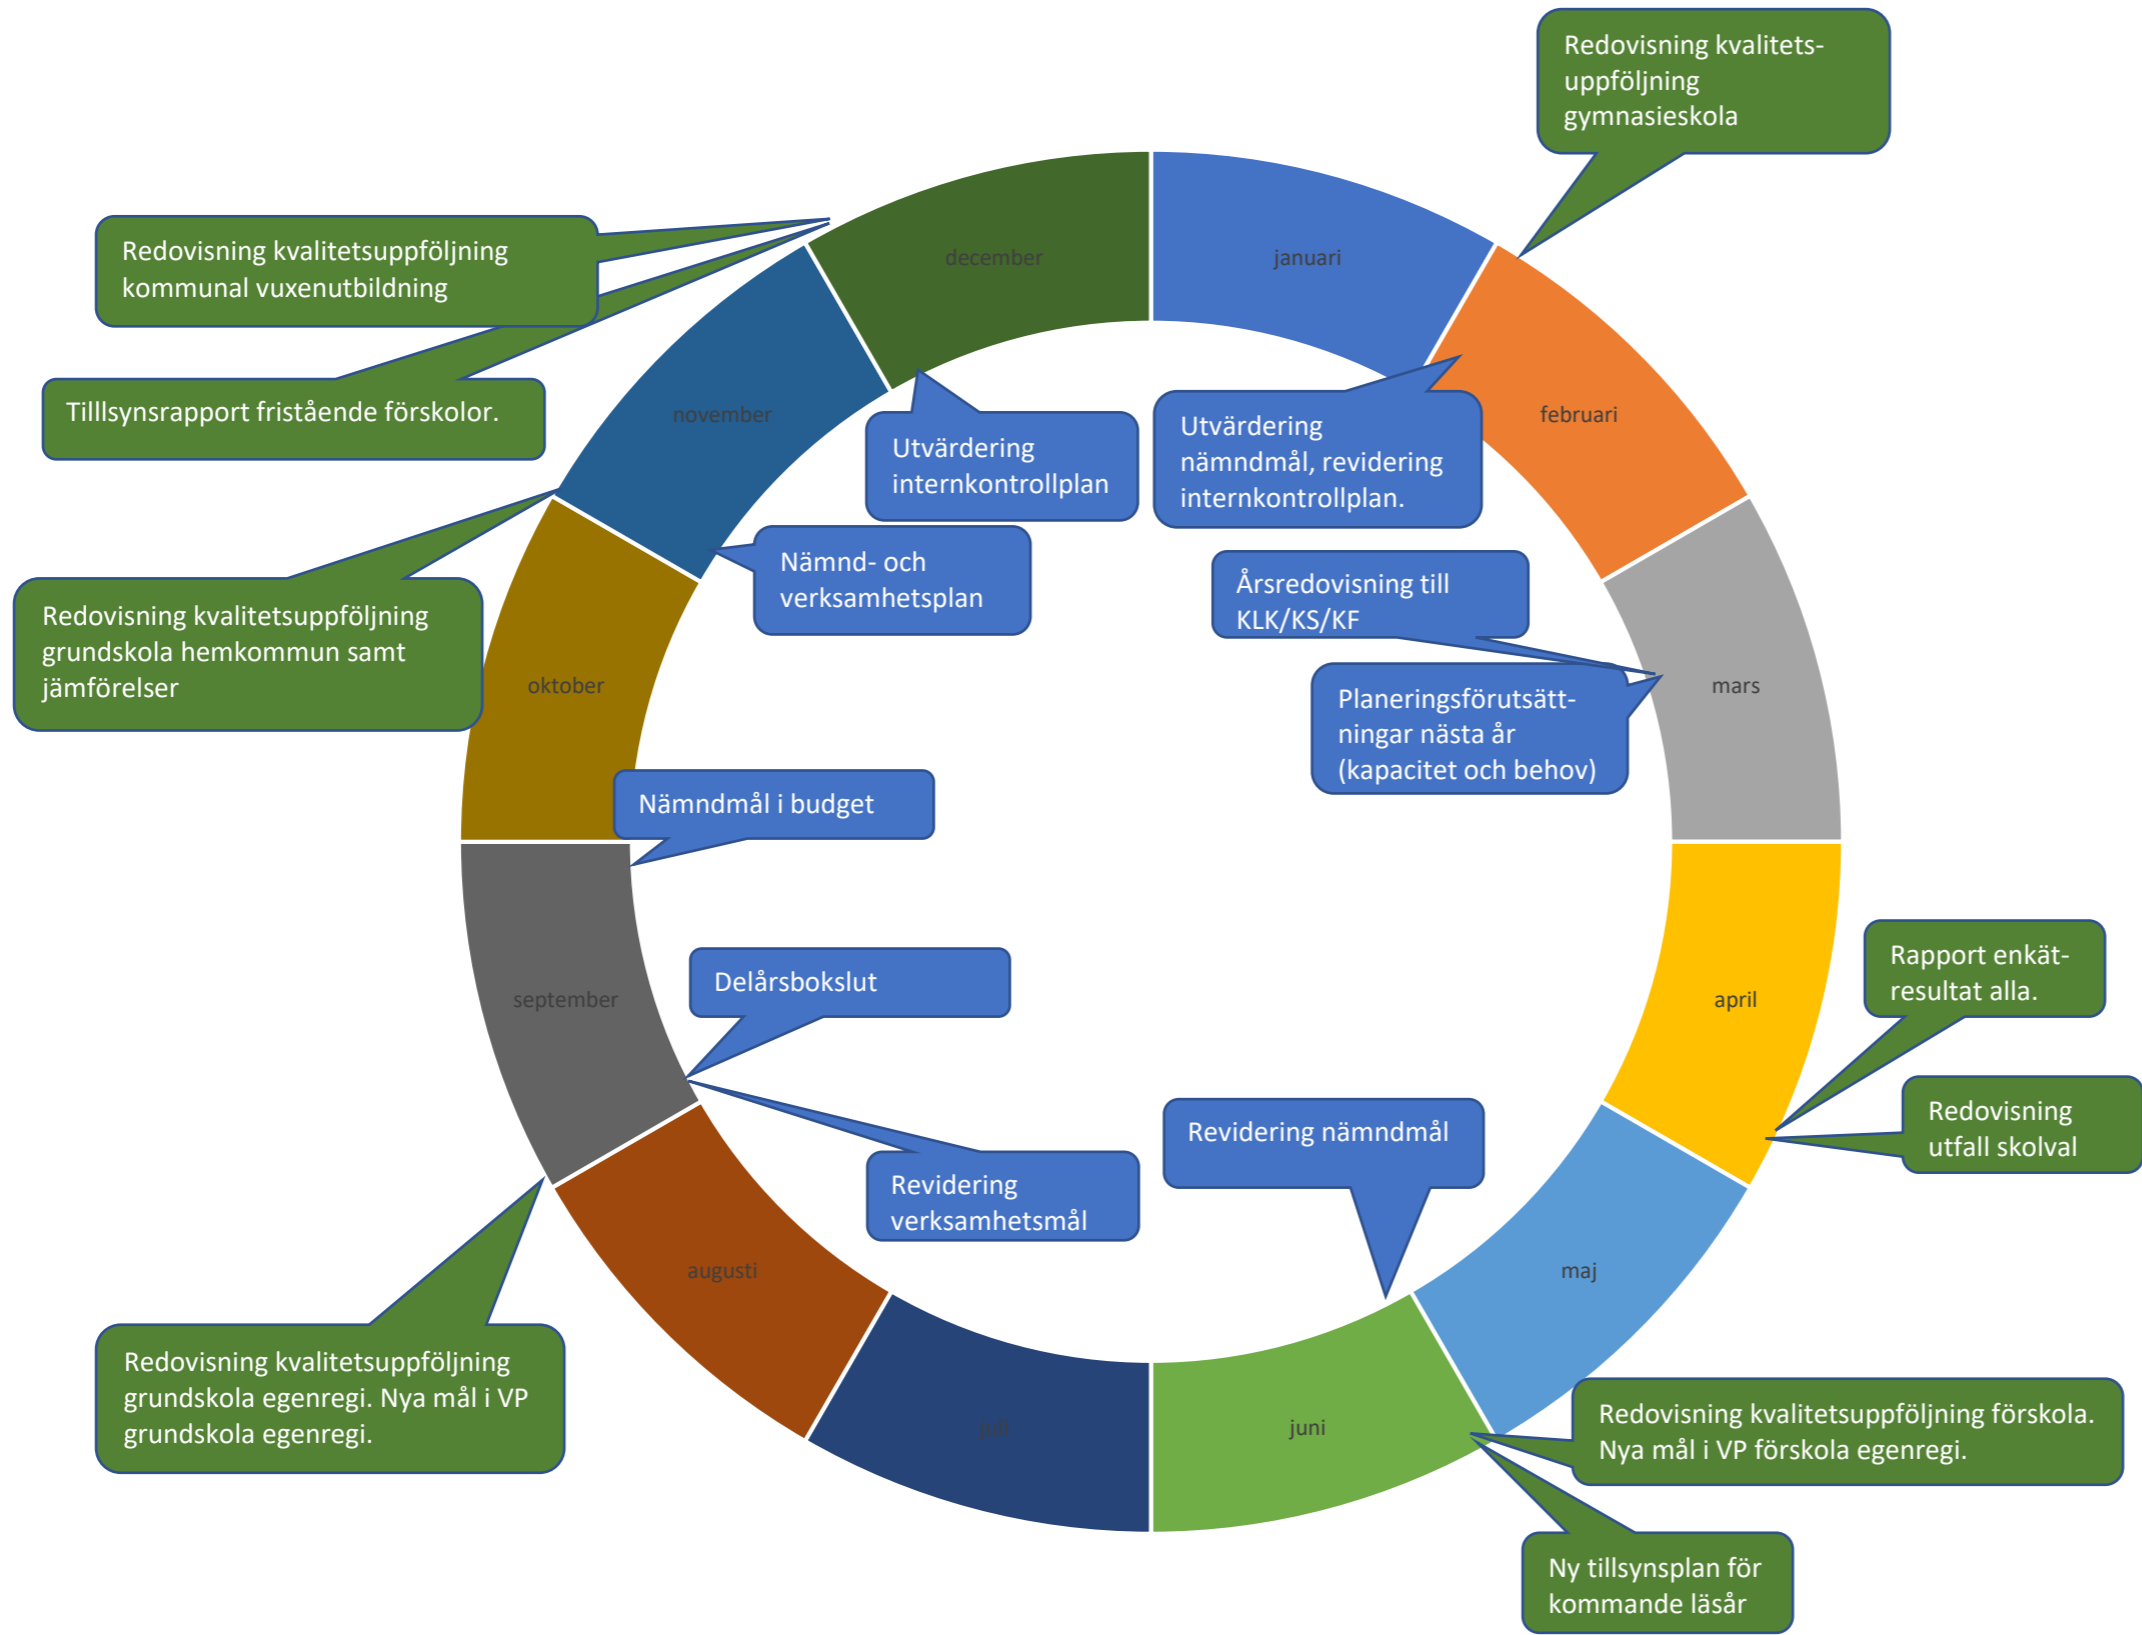 Redovisning kvalitets-
uppföljning
gymnasieskola
Redovisning kvalitetsuppföljning
kommunal vuxenutbildning
december
januari
Tilllsynsrapport fristående förskolor.
november
februari
Utvärdering
internkontrollplan
Utvärdering
nämndmål, revidering
internkontrollplan.
Nämnd- och
verksamhetsplan
Årsredovisning till
KLK/KS/KF
Redovisning kvalitetsuppföljning
grundskola hemkommun samt
jämförelser
oktober
mars
Planeringsförutsätt-
ningar nästa år
(kapacitet och behov)
Nämndmål i budget
Delårsbokslut
september
april
Rapport enkät-
resultat alla.
Redovisning
utfall skolval
Revidering nämndmål
Revidering
verksamhetsmål
augusti
maj
Redovisning kvalitetsuppföljning
grundskola egenregi. Nya mål i VP
grundskola egenregi.
juli
juni
Redovisning kvalitetsuppföljning förskola.
Nya mål i VP förskola egenregi.
Ny tillsynsplan för
kommande läsår